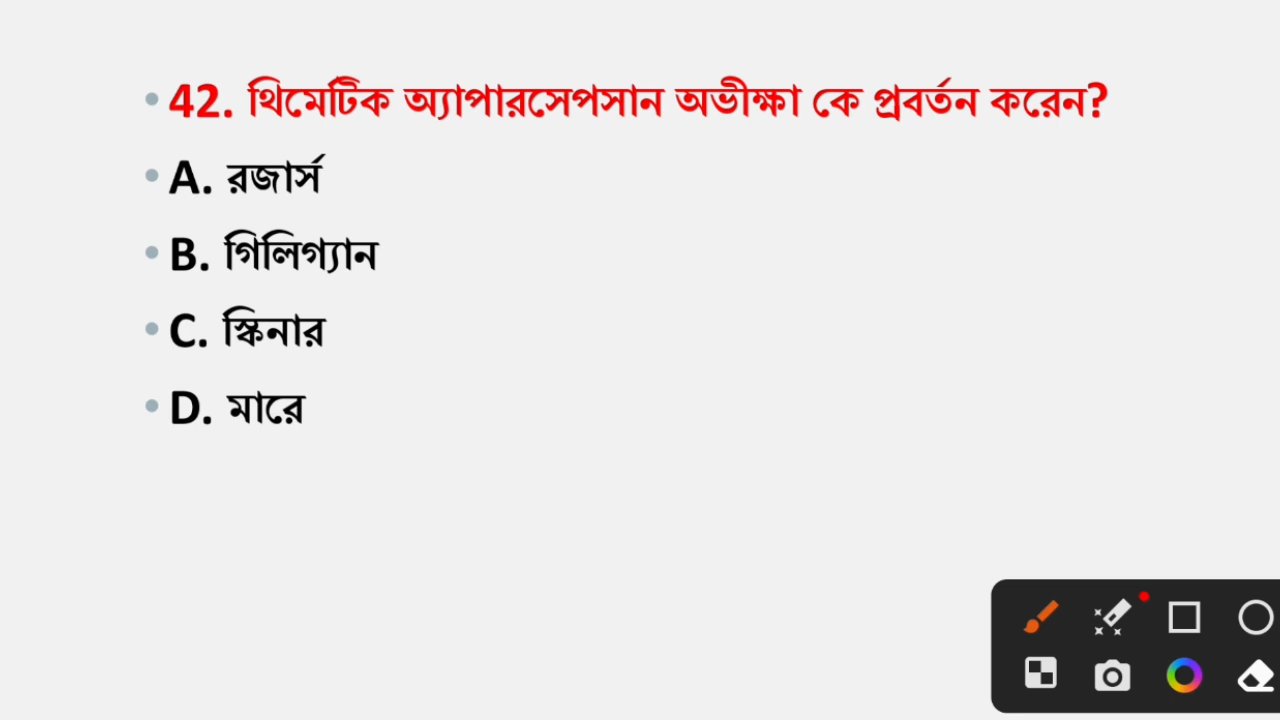 • 42. থিমেটিক অ্যাপারসেপসান অভীক্ষা কে প্রবর্তন করেন?
• A. রজার্স
• B. গিলিগ্যান
• C. স্কিনার
• D. মারে